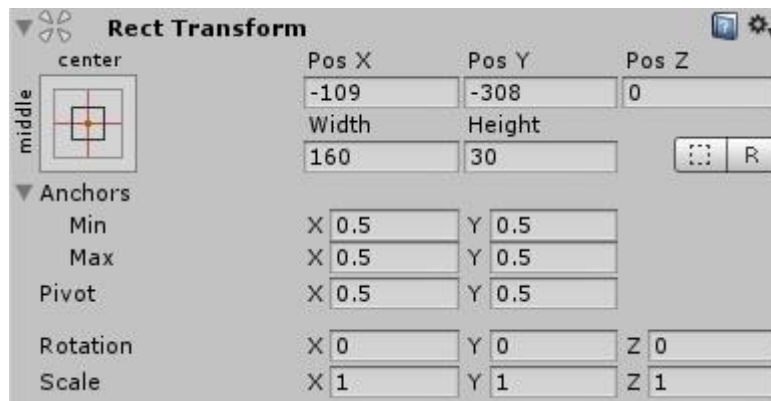 Rect Transform
center
middle
Pos X Pos Y Pos Z
-109 -308 0
Width Height
160 30
R
Anchors
Min X 0.5 Y 0.5
Max X 0.5 Y 0.5
Pivot X 0.5 Y 0.5
Rotation X 0 Y 0 Z 0
Scale X 1 Y 1 Z 1